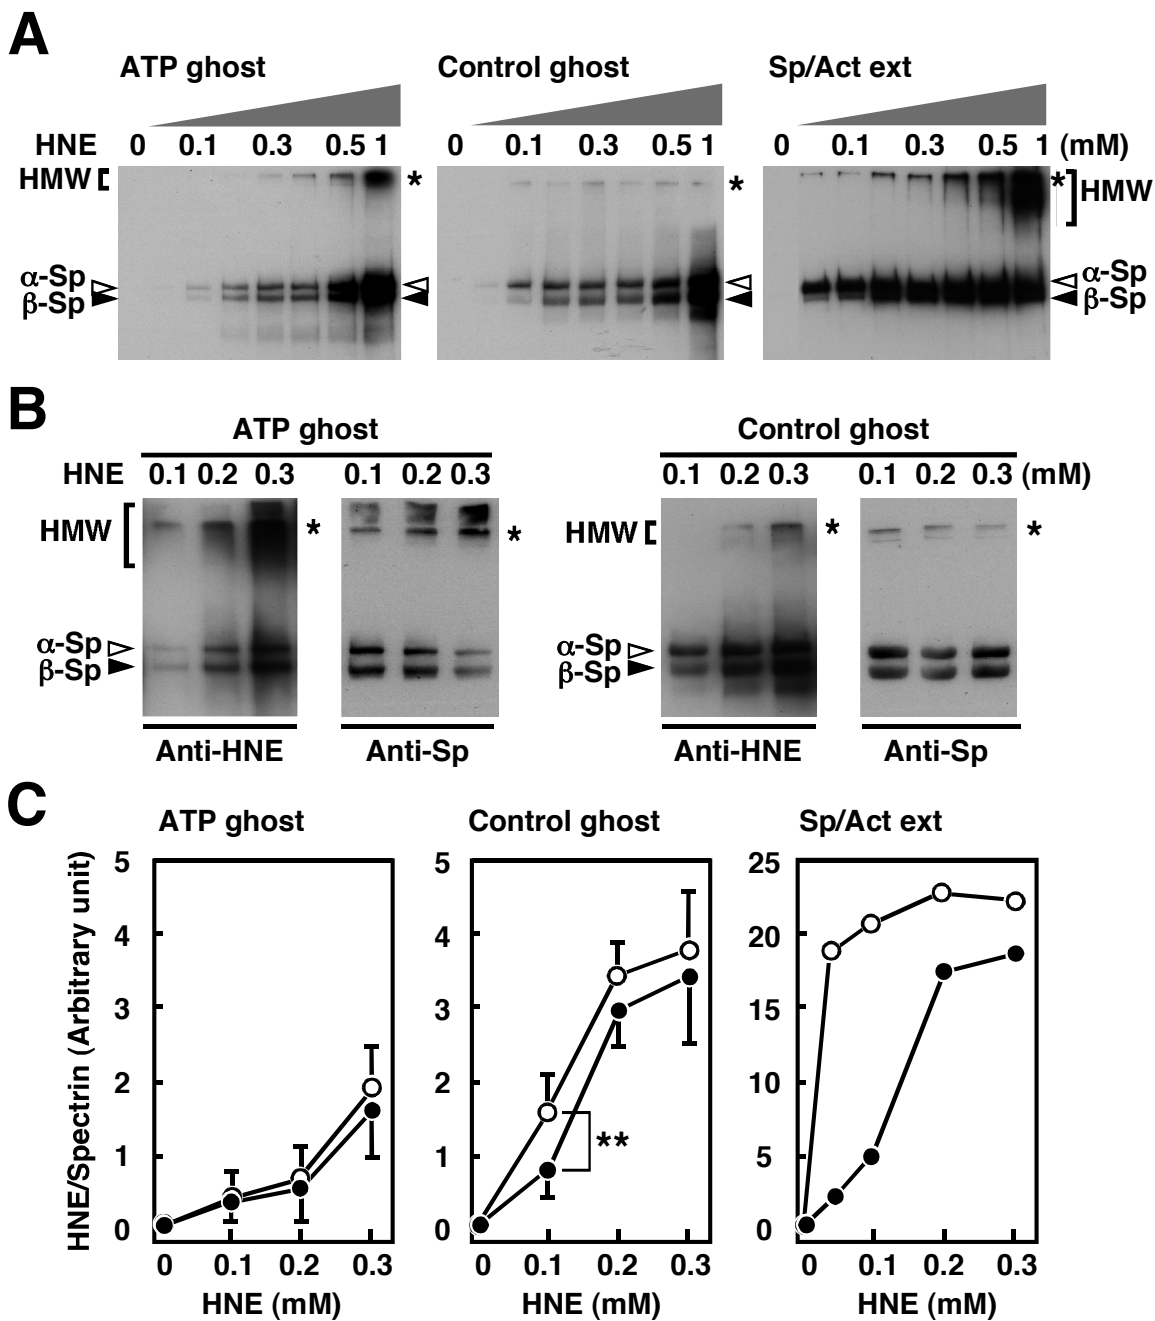 A
ATP ghost Control ghost Sp/Act ext
HNE 0 0.1 0.3 0.5 1 0 0.1 0.3 0.5 1 0 0.1 0.3 0.5 1 (mM)
HMW [ * * * ] HMW
α-Sp α-Sp
β-Sp β-Sp
B
ATP ghost Control ghost
HNE 0.1 0.2 0.3 0.1 0.2 0.3 0.1 0.2 0.3 0.1 0.2 0.3 (mM)
HMW [ * * HMW [ * *
α-Sp α-Sp
β-Sp β-Sp
Anti-HNE Anti-Sp Anti-HNE Anti-Sp
C
ATP ghost Control ghost Sp/Act ext
HNE/Spectrin (Arbitrary unit)
5 5 25
4 4 20
3 3 15
2 2 10
**
1 1 5
0 0 0
0 0.1 0.2 0.3 0 0.1 0.2 0.3 0 0.1 0.2 0.3
HNE (mM) HNE (mM) HNE (mM)